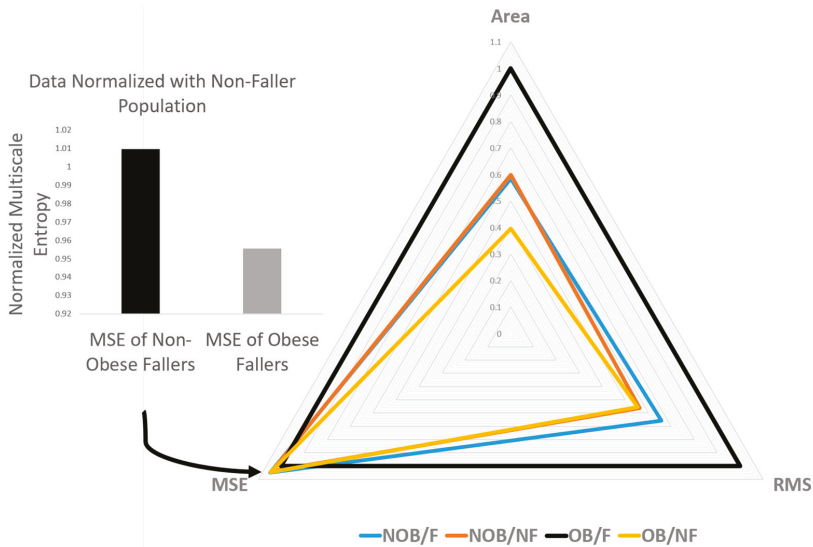 Area
Data Normalized with Non-Faller
Population
Normalized Multiscale
Entropy
1.02
1.01
1
0.99
0.98
0.97
0.96
0.95
0.94
0.93
0.92
MSE of Non-
Obese Fallers
MSE of Obese
Fallers
1.1
1
0.9
0.8
0.7
0.6
0.5
0.4
0.3
0.2
0.1
0
MSE
RMS
NOB/F NOB/NF OB/F OB/NF